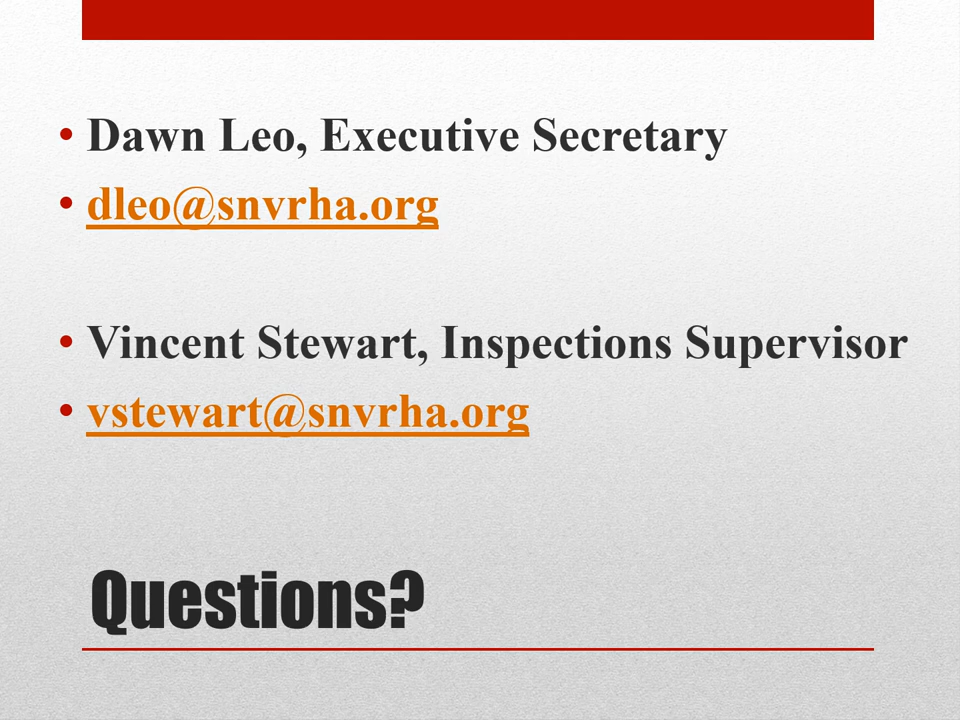 • Dawn Leo, Executive Secretary
• dleo@snvrha.org
• Vincent Stewart, Inspections Supervisor
• vstewart@snvrha.org
Questions?